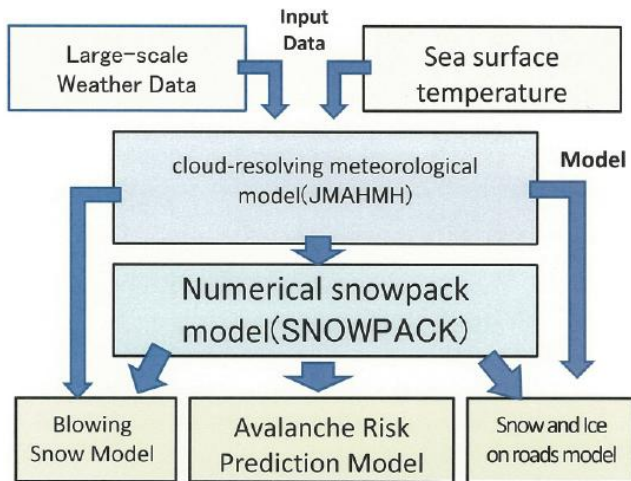 Input
Data
Large-scale
Weather Data
Sea surface
temperature
cloud-resolving meteorological
model(JMAHMH)
Model
Numerical snowpack
model(SNOWPACK)
Blowing
Snow Model
Avalanche Risk
Prediction Model
Snow and Ice
on roads model